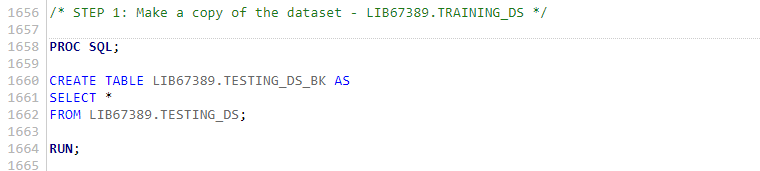 1656 /* STEP 1: Make a copy of the dataset - LIB67389.TRAINING_DS */
1657
1658 PROC SQL;
1659
1660 CREATE TABLE LIB67389.TESTING_DS_BK AS
1661 SELECT *
1662 FROM LIB67389.TESTING_DS;
1663
1664 RUN;
1665